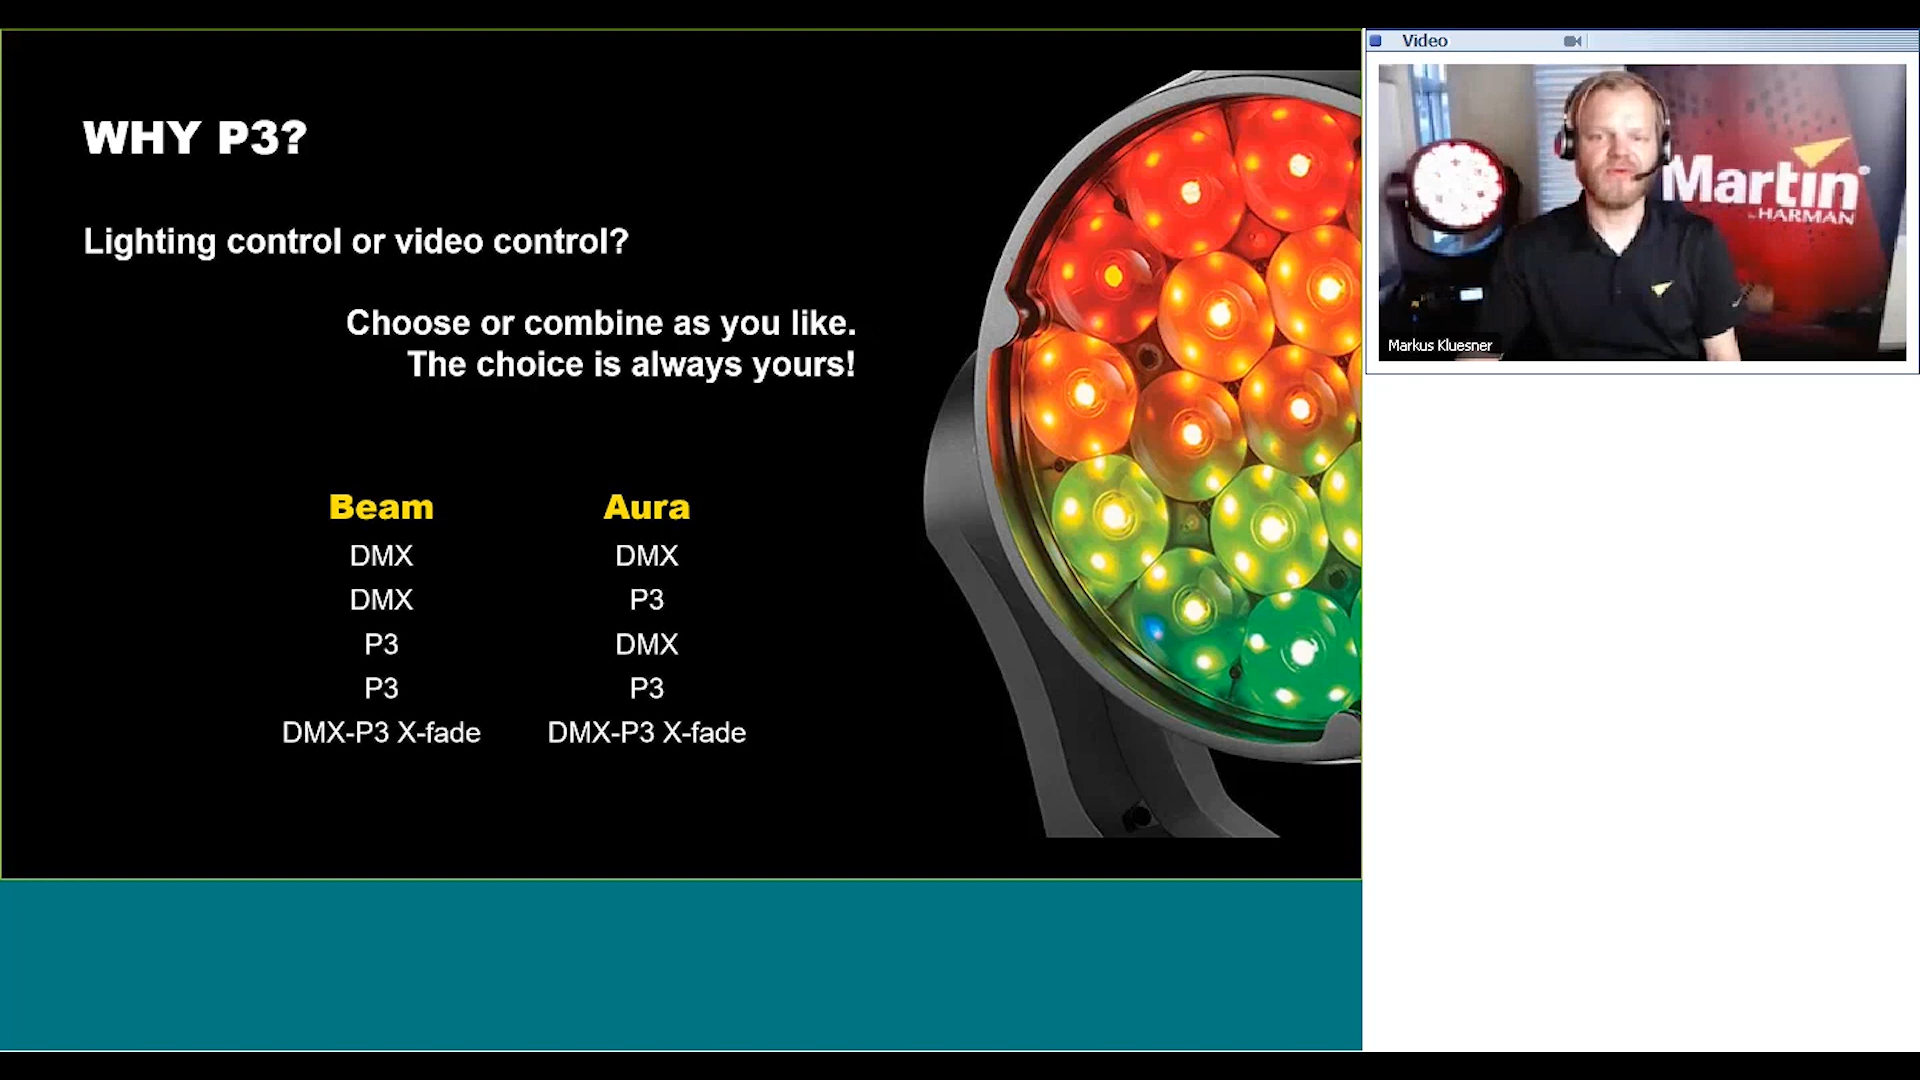 WHY P3?
Lighting control or video control?
Choose or combine as you like.
The choice is always yours!
Beam Aura
DMX DMX
DMX P3
P3 DMX
P3 P3
DMX-P3 X-fade DMX-P3 X-fade
Video
Martin®
by HARMAN
Markus Kluesner